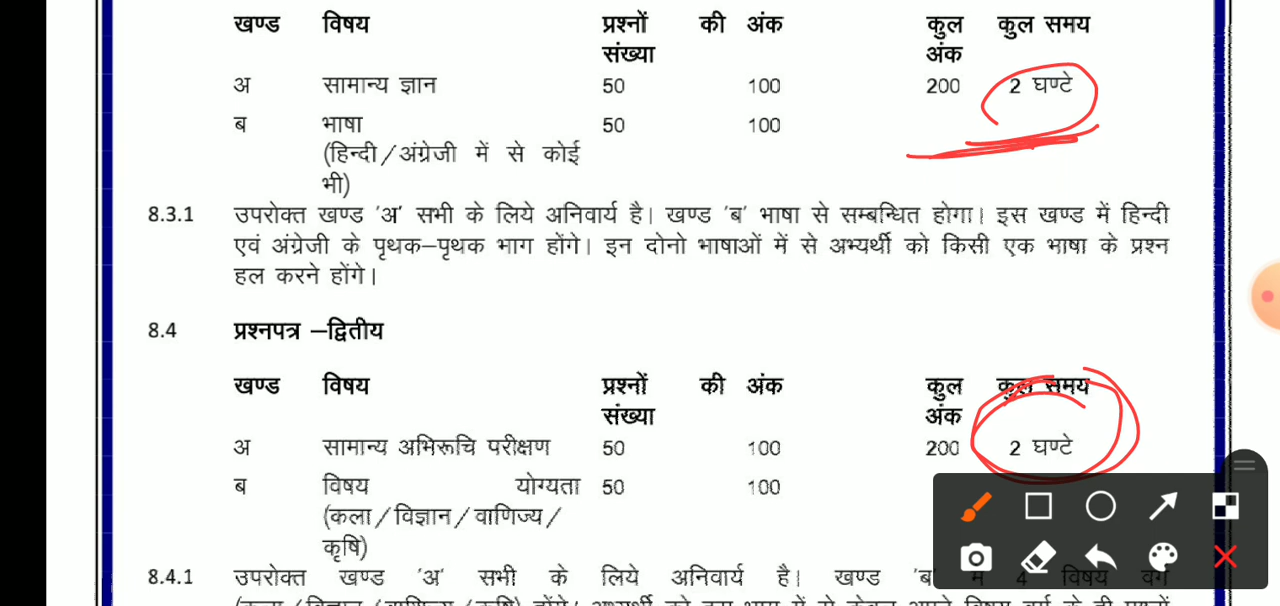 खण्ड विषय प्रश्नों की अंक कुल कुल समय
संख्या अंक
अ सामान्य ज्ञान 50 100 200 2 घण्टे
ब भाषा 50 100
(हिन्दी/अंग्रेजी में से कोई
भी)
8.3.1 उपरोक्त खण्ड 'अ' सभी के लिये अनिवार्य है। खण्ड 'ब' भाषा से सम्बन्धित होगा। इस खण्ड में हिन्दी
एवं अंग्रेजी के पृथक–पृथक भाग होंगे। इन दोनो भाषाओं में से अभ्यर्थी को किसी एक भाषा के प्रश्न
हल करने होंगे।
8.4 प्रश्नपत्र –द्वितीय
खण्ड विषय प्रश्नों की अंक कुल कुल समय
संख्या अंक
अ सामान्य अभिरूचि परीक्षण 50 100 200 2 घण्टे
ब विषय योग्यता 50 100
(कला/विज्ञान/वाणिज्य/
कृषि)
8.4.1 उपरोक्त खण्ड 'अ' सभी के लिये अनिवार्य है। खण्ड 'ब' में 4 विषय वर्ग